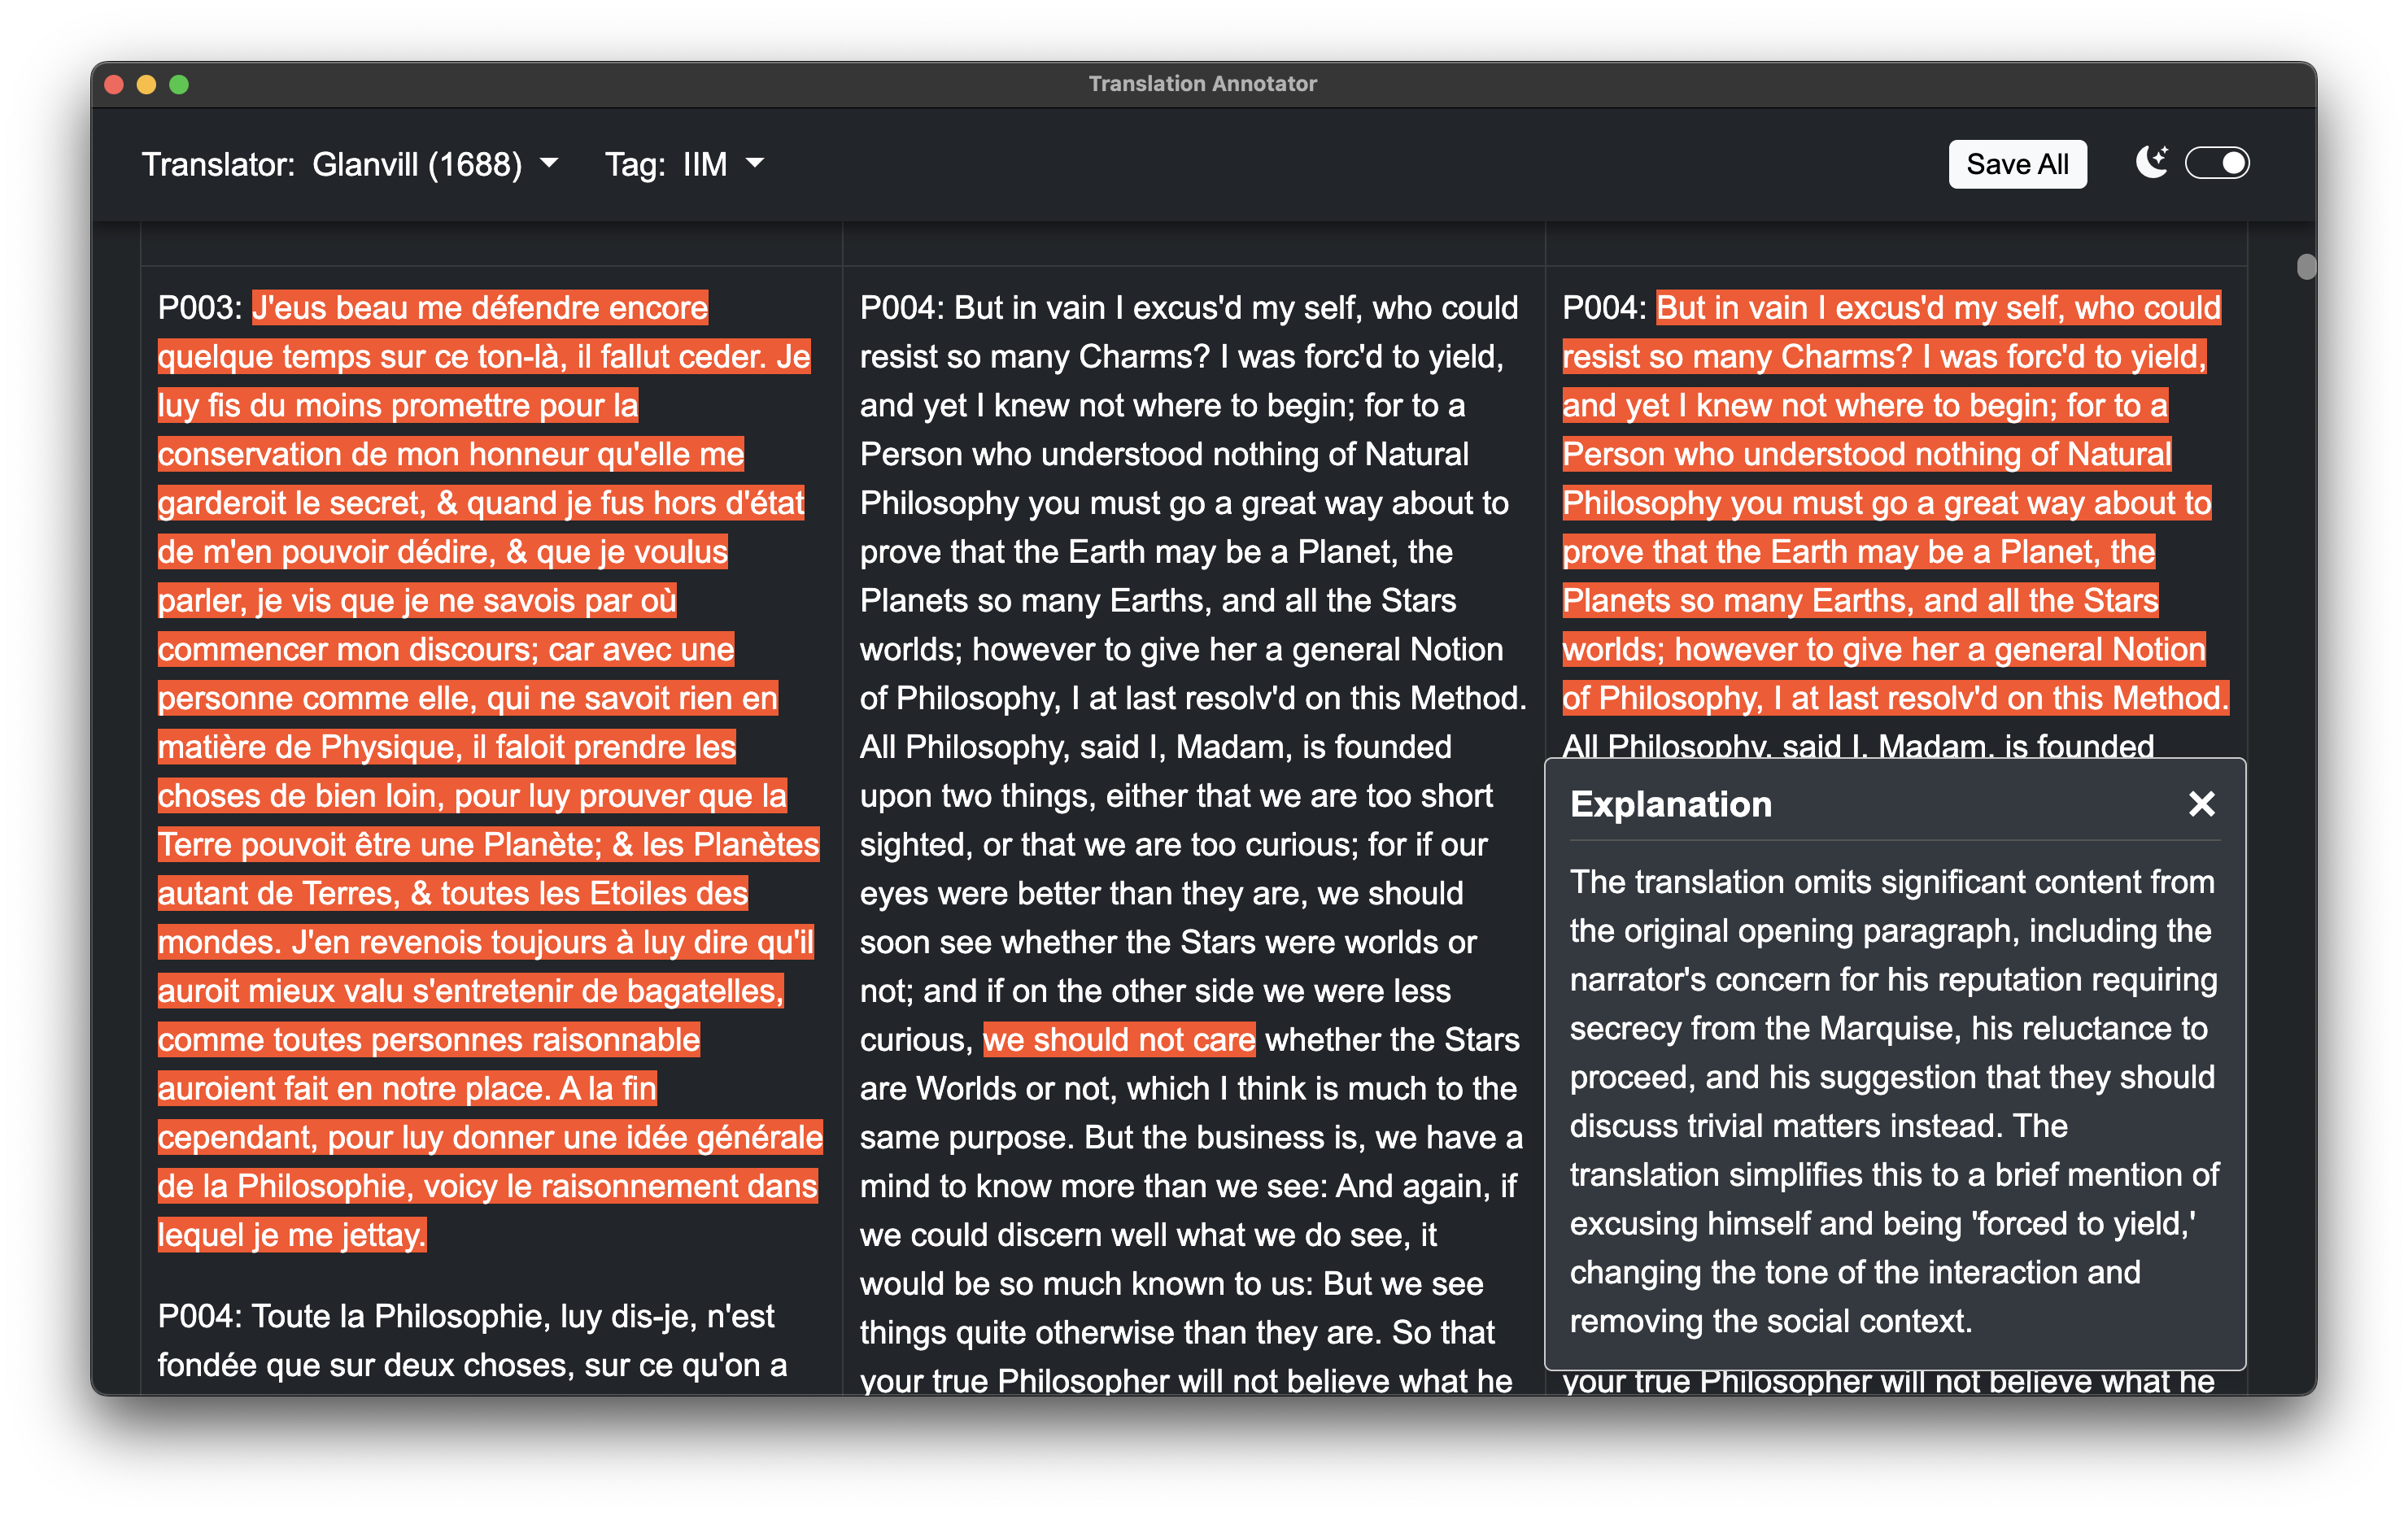 Translation Annotator
Translator: Glanvill (1688)
Tag: IIM
Save All
P003: J'eus beau me défendre encore
quelque temps sur ce ton-là, il fallut ceder. Je
luy fis du moins promettre pour la
conservation de mon honneur qu'elle me
garderoit le secret, & quand je fus hors d'état
de m'en pouvoir dédire, & que je voulus
parler, je vis que je ne savois par où
commencer mon discours; car avec une
personne comme elle, qui ne savoit rien en
matière de Physique, il faloit prendre les
choses de bien loin, pour luy prouver que la
Terre pouvoit être une Planète; & les Planètes
autant de Terres, & toutes les Etoiles des
mondes. J'en revenois toujours à luy dire qu'il
auroit mieux valu s'entretenir de bagatelles,
comme toutes personnes raisonnable
auroient fait en notre place. A la fin
cependant, pour luy donner une idée générale
de la Philosophie, voicy le raisonnement dans
lequel je me jettay.
P004: Toute la Philosophie, luy dis-je, n'est
fondée que sur deux choses, sur ce qu'on a
P004: But in vain I excus'd my self, who could
resist so many Charms? I was forc'd to yield,
and yet I knew not where to begin; for to a
Person who understood nothing of Natural
Philosophy you must go a great way about to
prove that the Earth may be a Planet, the
Planets so many Earths, and all the Stars
worlds; however to give her a general Notion
of Philosophy, I at last resolv'd on this Method.
All Philosophy, said I, Madam, is founded
upon two things, either that we are too short
sighted, or that we are too curious; for if our
eyes were better than they are, we should
soon see whether the Stars were worlds or
not; and if on the other side we were less
curious, we should not care whether the Stars
are Worlds or not, which I think is much to the
same purpose. But the business is, we have a
mind to know more than we see: And again, if
we could discern well what we do see, it
would be so much known to us: But we see
things quite otherwise than they are. So that
your true Philosopher will not believe what he
P004: But in vain I excus'd my self, who could
resist so many Charms? I was forc'd to yield,
and yet I knew not where to begin; for to a
Person who understood nothing of Natural
Philosophy you must go a great way about to
prove that the Earth may be a Planet, the
Planets so many Earths, and all the Stars
worlds; however to give her a general Notion
of Philosophy, I at last resolv'd on this Method.
All Philosophy, said I, Madam, is founded
Explanation
The translation omits significant content from
the original opening paragraph, including the
narrator's concern for his reputation requiring
secrecy from the Marquise, his reluctance to
proceed, and his suggestion that they should
discuss trivial matters instead. The
translation simplifies this to a brief mention of
excusing himself and being 'forced to yield,'
changing the tone of the interaction and
removing the social context.
your true Philosopher will not believe what he